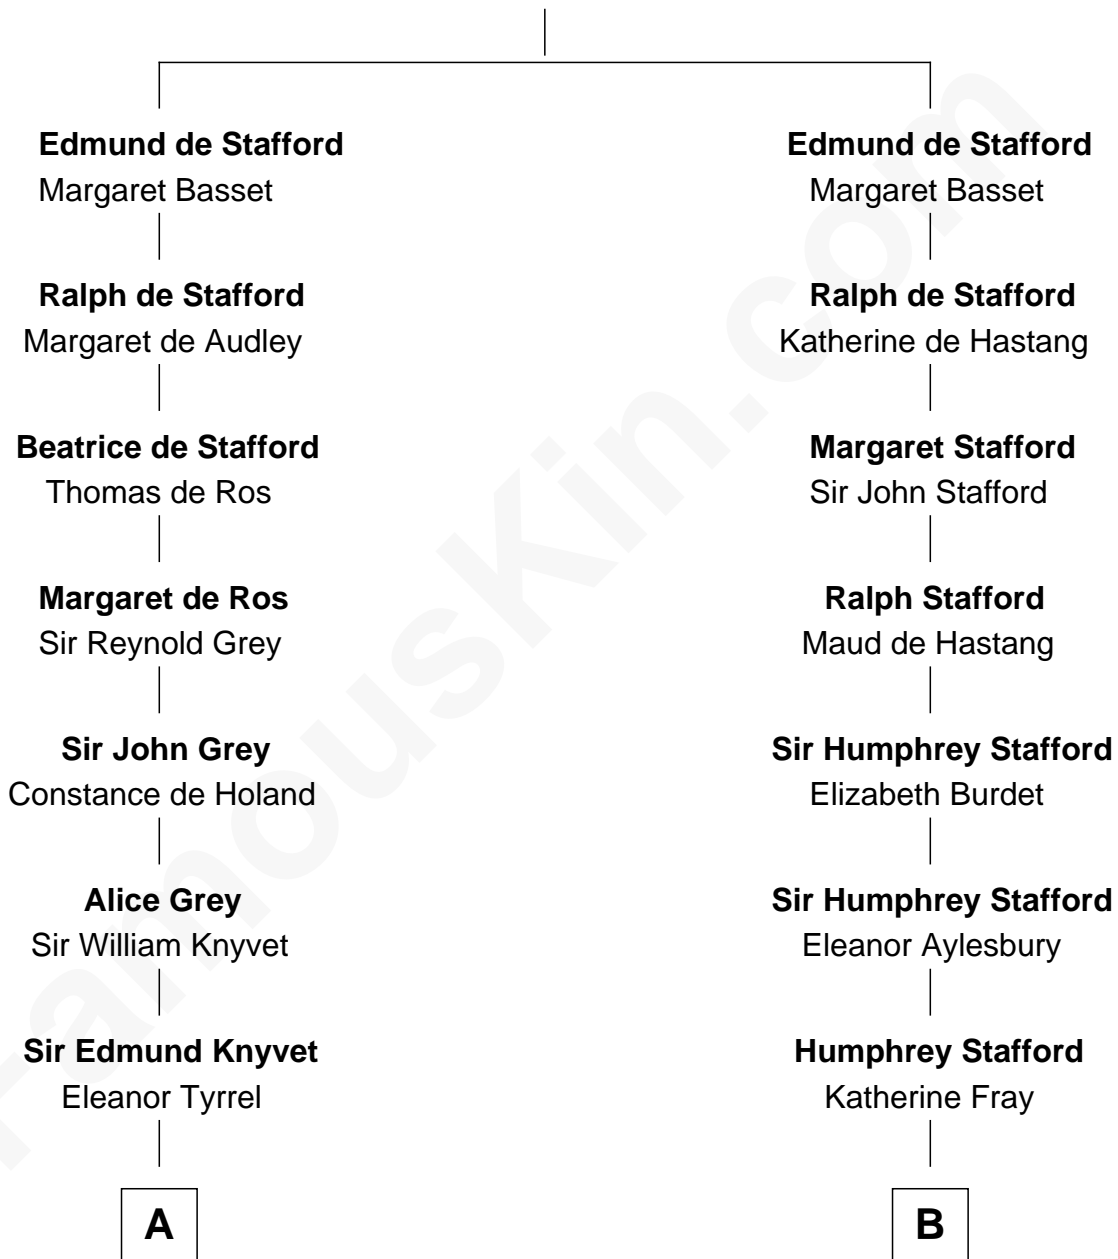 Edmund de Stafford
Margaret Basset
Ralph de Stafford
Margaret de Audley
Beatrice de Stafford
Thomas de Ros
Margaret de Ros
Sir Reynold Grey
Sir John Grey
Constance de Holand
Alice Grey
Sir William Knyvet
Sir Edmund Knyvet
Eleanor Tyrrel
A
Edmund de Stafford
Margaret Basset
Ralph de Stafford
Katherine de Hastang
Margaret Stafford
Sir John Stafford
Ralph Stafford
Maud de Hastang
Sir Humphrey Stafford
Elizabeth Burdet
Sir Humphrey Stafford
Eleanor Aylesbury
Humphrey Stafford
Katherine Fray
B
FamousKin.com